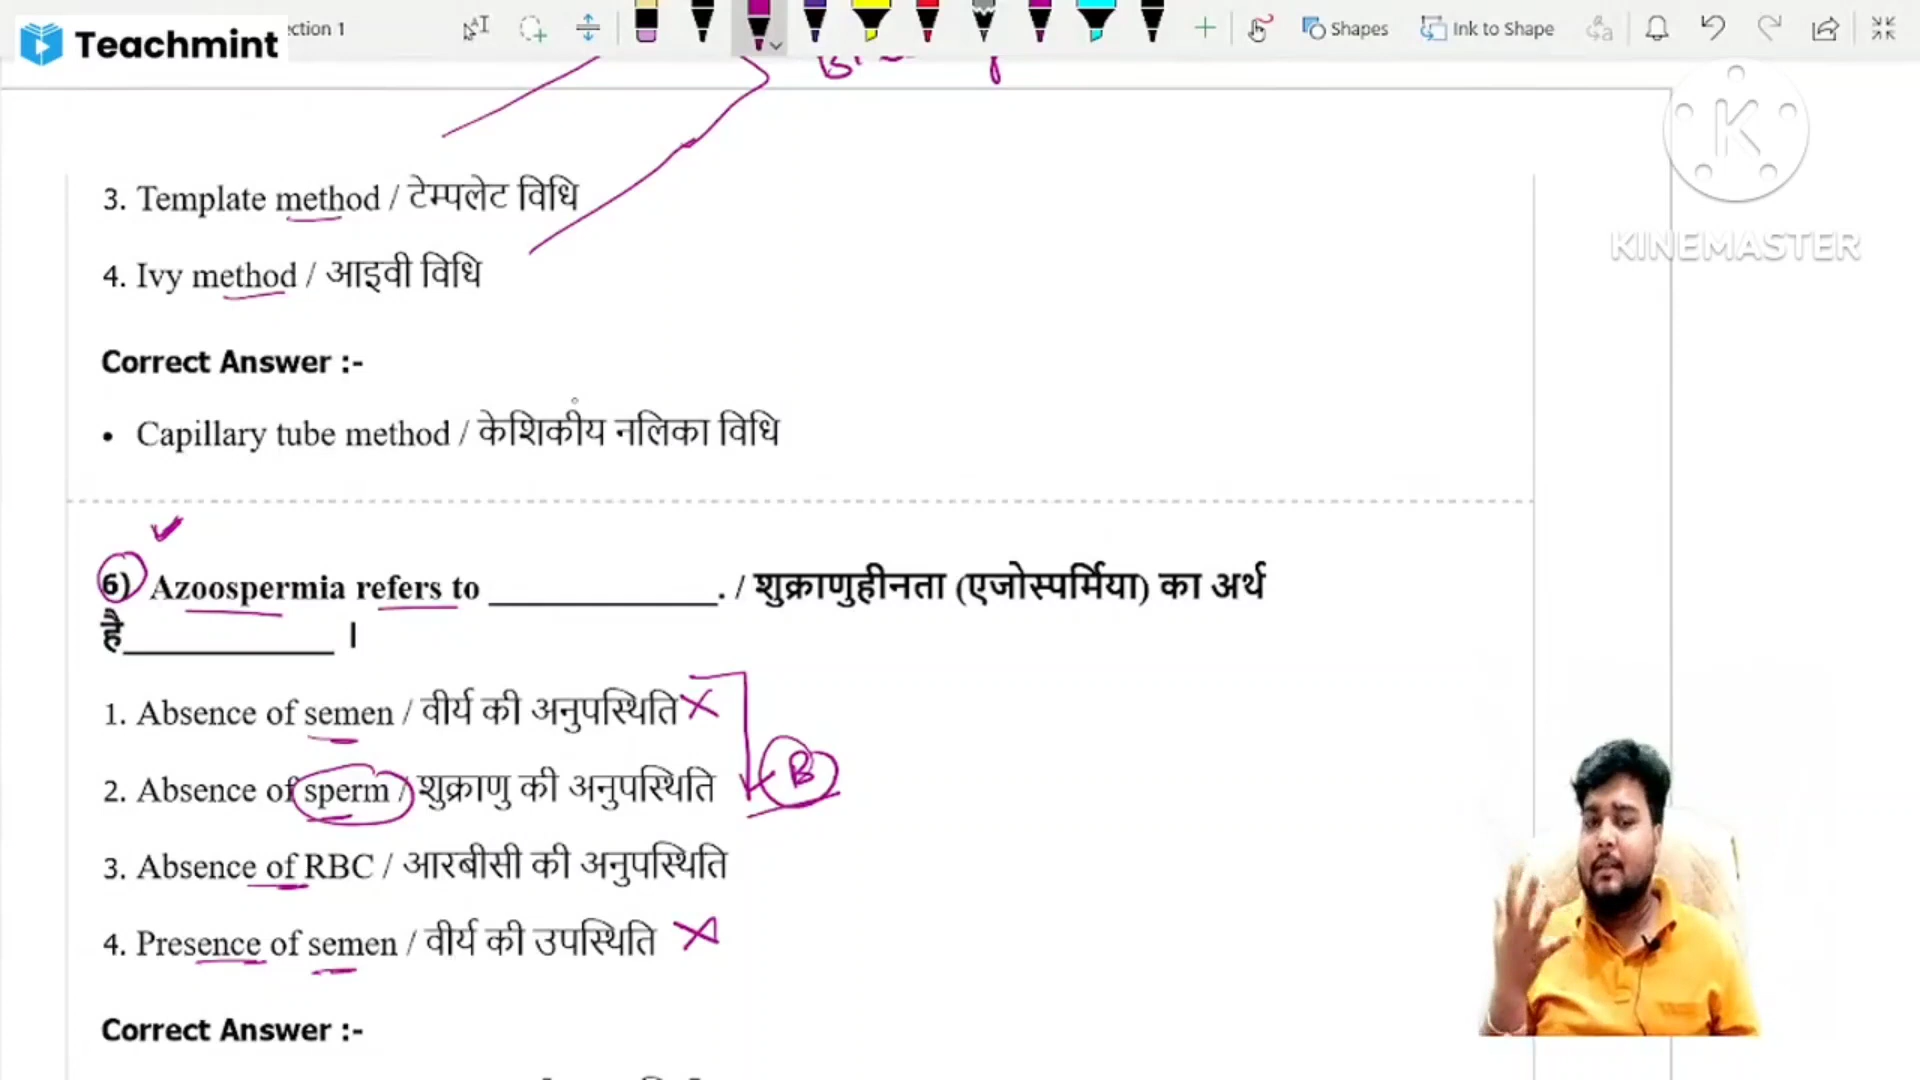 Teachmint
ection 1
Shapes
Ink to Shape
KINEMASTER
3. Template method / टेम्पलेट विधि
4. Ivy method / आइवी विधि
Correct Answer :-
• Capillary tube method / केशिकीय नलिका विधि
6) Azoospermia refers to _____________. / शुक्राणुहीनता (एजोस्पर्मिया) का अर्थ
है____________ ।
1. Absence of semen / वीर्य की अनुपस्थिति
2. Absence of sperm / शुक्राणु की अनुपस्थिति
B
3. Absence of RBC / आरबीसी की अनुपस्थिति
4. Presence of semen / वीर्य की उपस्थिति
Correct Answer :-